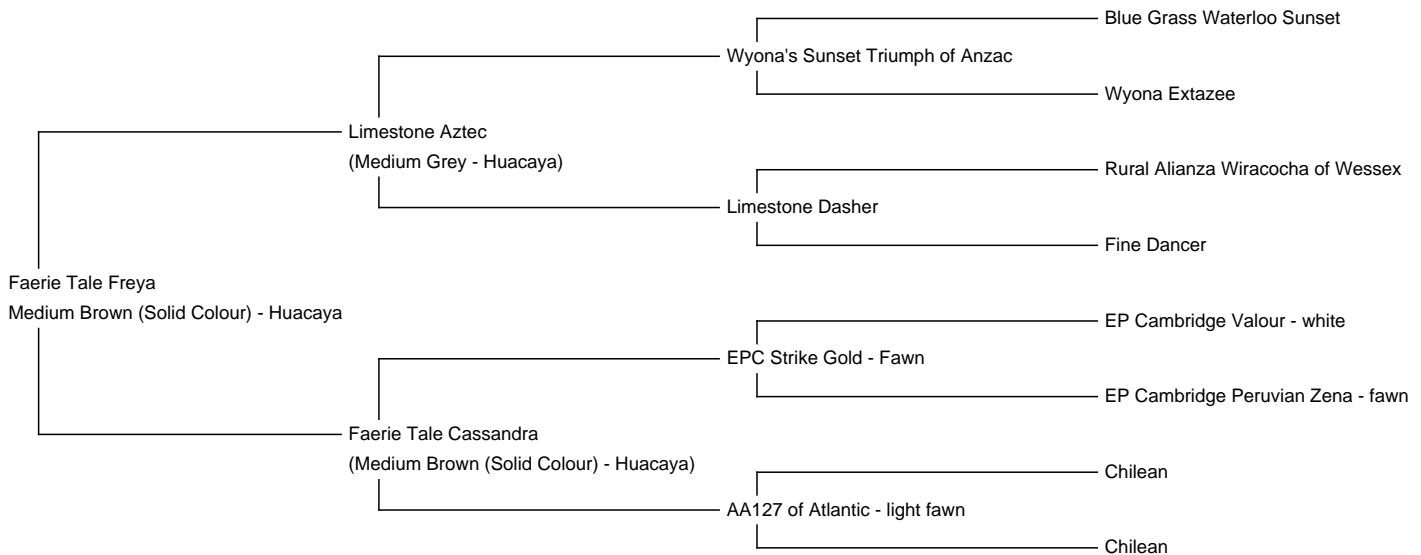 Blue Grass Waterloo Sunset
Wyona's Sunset Triumph of Anzac
Wyona Extazee
Limestone Aztec
(Medium Grey - Huacaya)
Rural Alianza Wiracocha of Wessex
Limestone Dasher
Fine Dancer
Faerie Tale Freya
Medium Brown (Solid Colour) - Huacaya
EP Cambridge Valour - white
EPC Strike Gold - Fawn
EP Cambridge Peruvian Zena - fawn
Faerie Tale Cassandra
(Medium Brown (Solid Colour) - Huacaya)
Chilean
AA127 of Atlantic - light fawn
Chilean